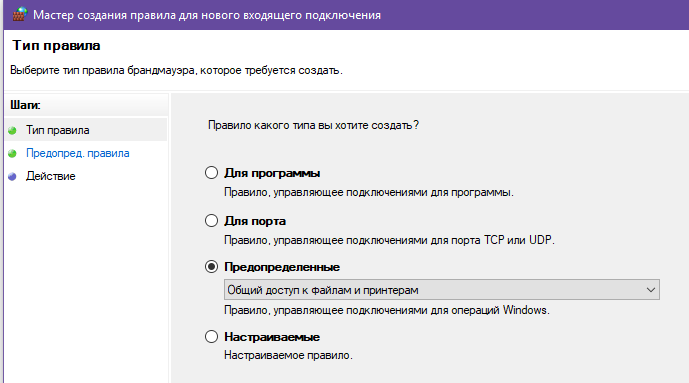 Мастер создания правила для нового входящего подключения
Тип правила
Выберите тип правила брандмауэра, которое требуется создать.
Шаги:
Тип правила
Предопред. правила
Действие
Правило какого типа вы хотите создать?
Для программы
Правило, управляющее подключениями для программы.
Для порта
Правило, управляющее подключениями для порта TCP или UDP.
Предопределенные
Общий доступ к файлам и принтерам
Правило, управляющее подключениями для операций Windows.
Настраиваемые
Настраиваемое правило.